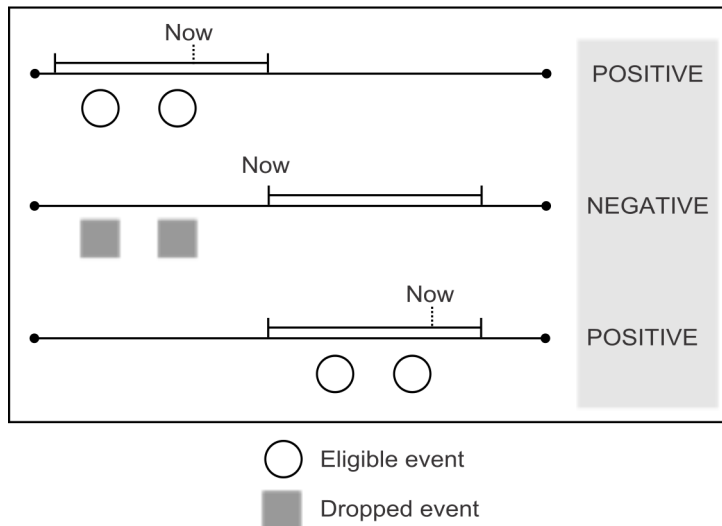 Now
POSITIVE
Now
NEGATIVE
Now
POSITIVE
Eligible event
Dropped event